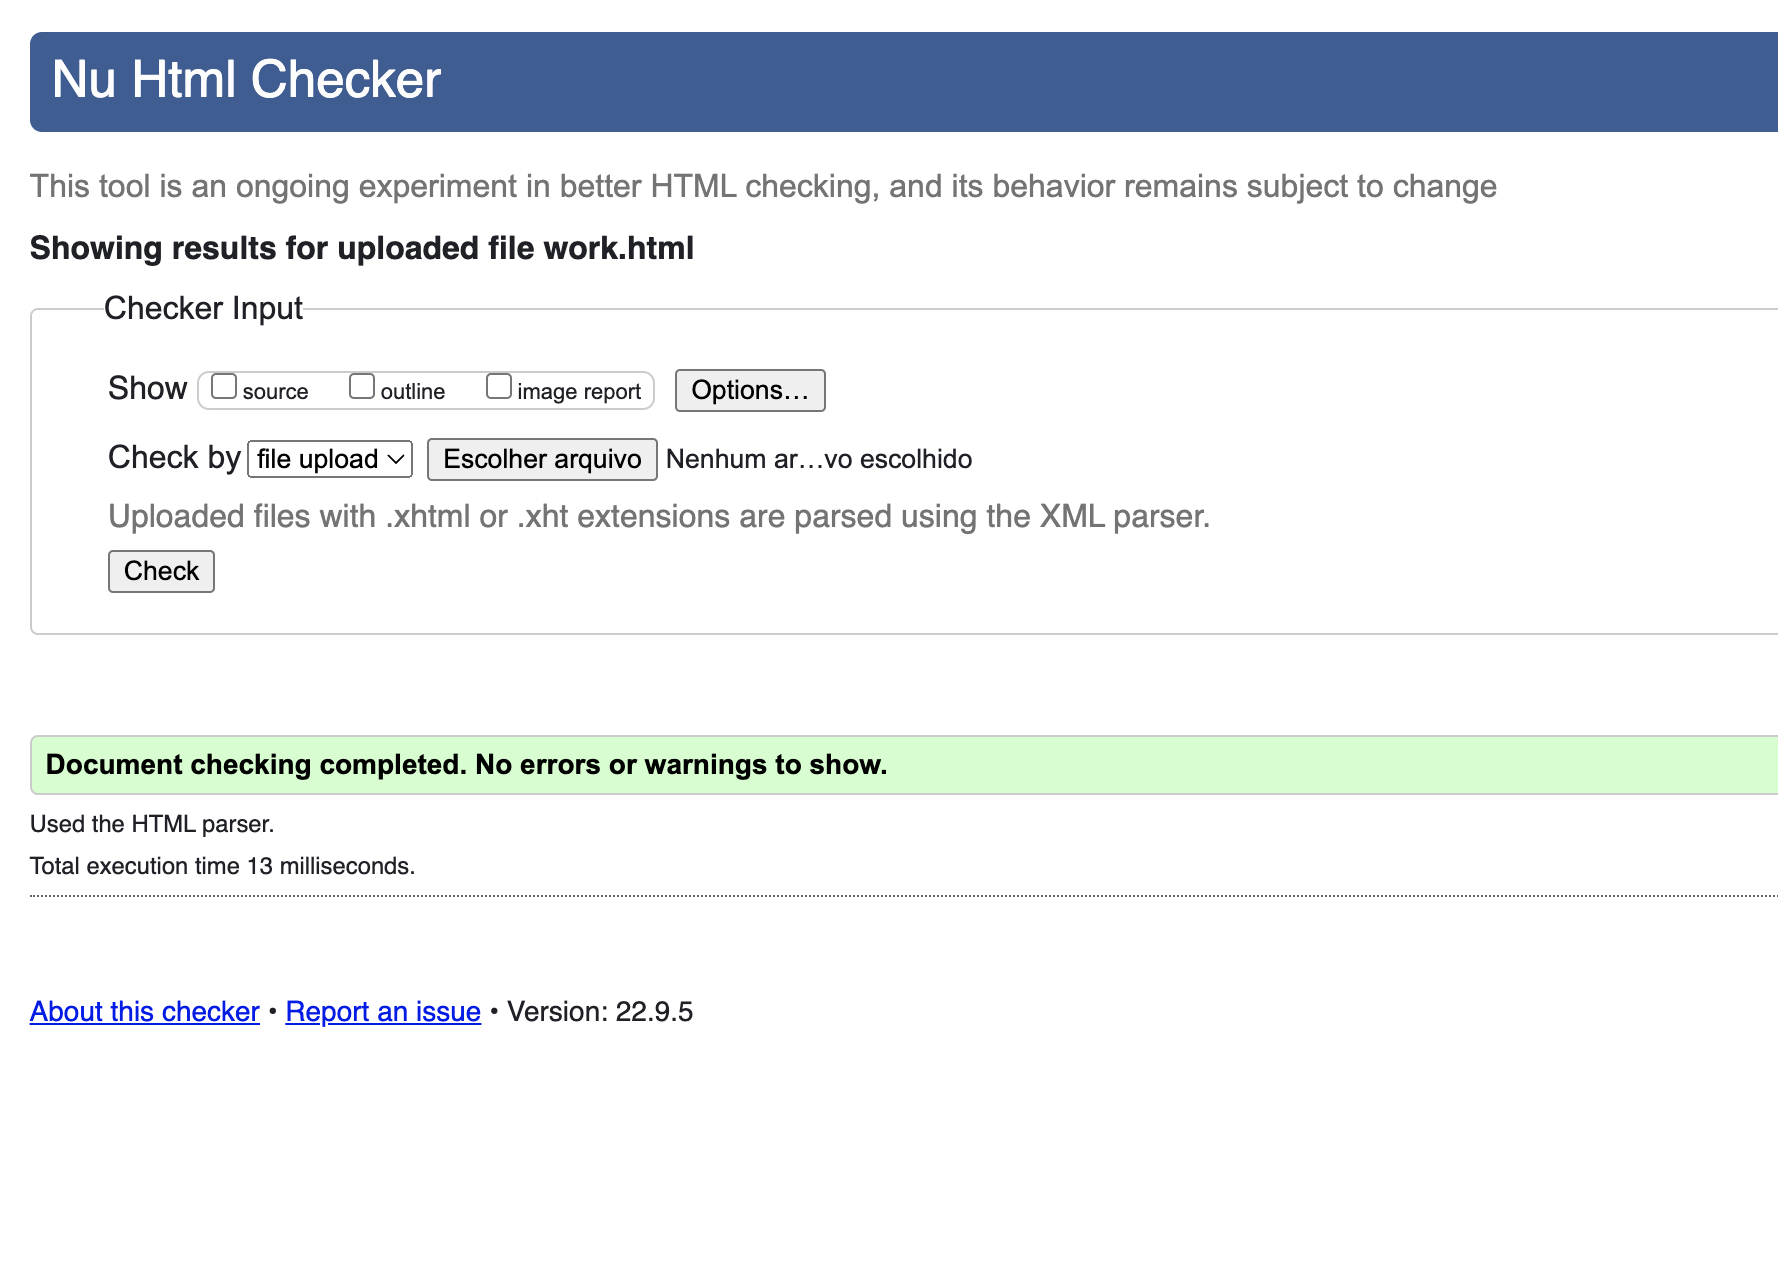 Nu Html Checker
This tool is an ongoing experiment in better HTML checking, and its behavior remains subject to change
Showing results for uploaded file work.html
Checker Input
Show source outline image report Options…
Check by file upload Escolher arquivo Nenhum ar…vo escolhido
Uploaded files with .xhtml or .xht extensions are parsed using the XML parser.
Check
Document checking completed. No errors or warnings to show.
Used the HTML parser.
Total execution time 13 milliseconds.
About this checker • Report an issue • Version: 22.9.5